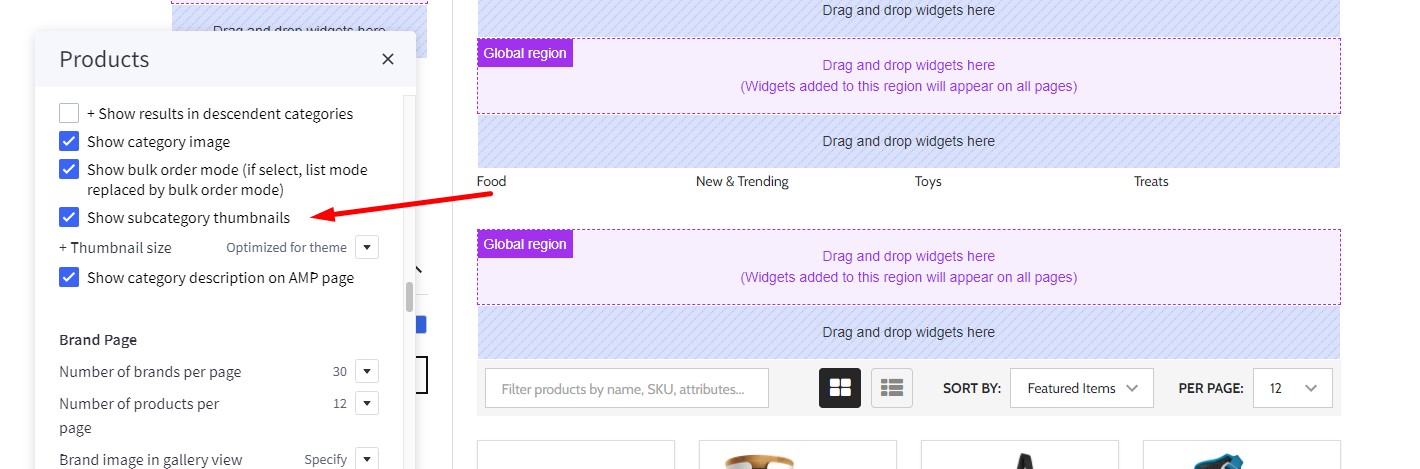 Drag and drop widgets here
Products
+ Show results in descendent categories
Show category image
Show bulk order mode (if select, list mode
replaced by bulk order mode)
Show subcategory thumbnails
+ Thumbnail size Optimized for theme
Show category description on AMP page
Brand Page
Number of brands per page 30
Number of products per 12
page
Brand image in gallery view Specify
Drag and drop widgets here
Global region
Drag and drop widgets here
(Widgets added to this region will appear on all pages)
Drag and drop widgets here
Food New & Trending Toys Treats
Global region
Drag and drop widgets here
(Widgets added to this region will appear on all pages)
Drag and drop widgets here
Filter products by name, SKU, attributes... SORT BY: Featured Items PER PAGE: 12